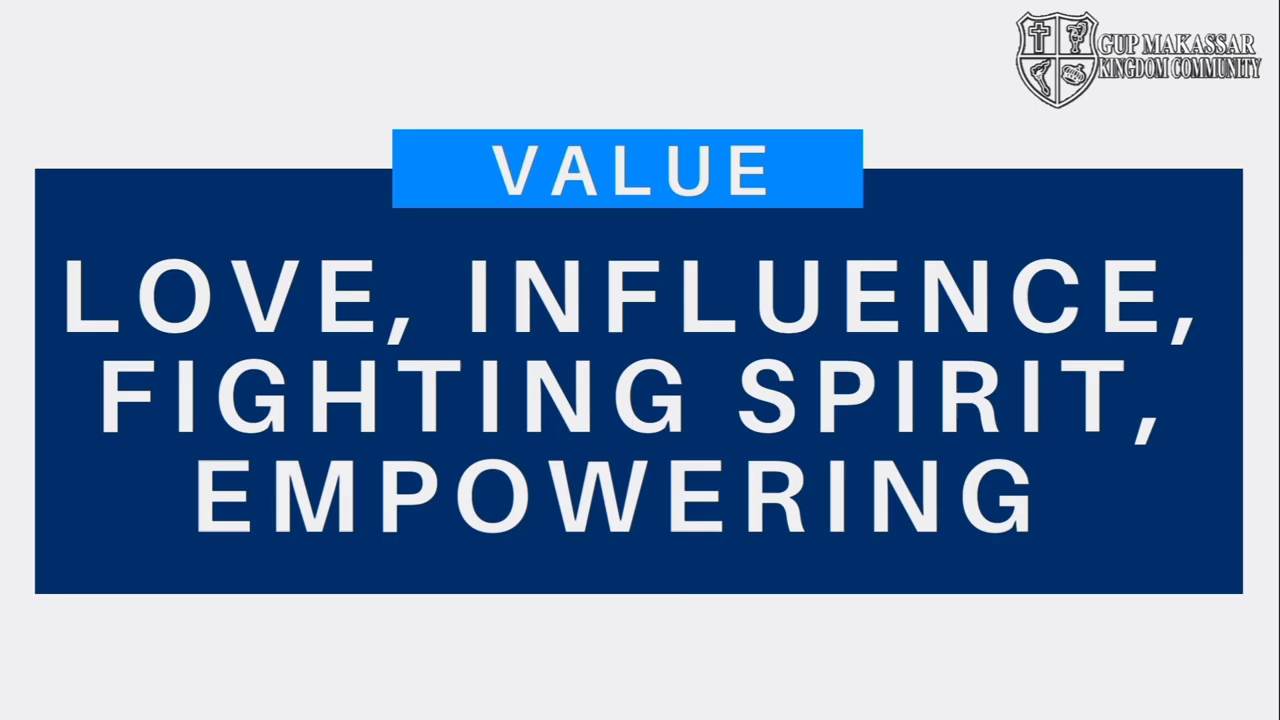 GUP MAKASSAR
KINGDOM COMMUNITY
VALUE
LOVE, INFLUENCE,
FIGHTING SPIRIT,
EMPOWERING